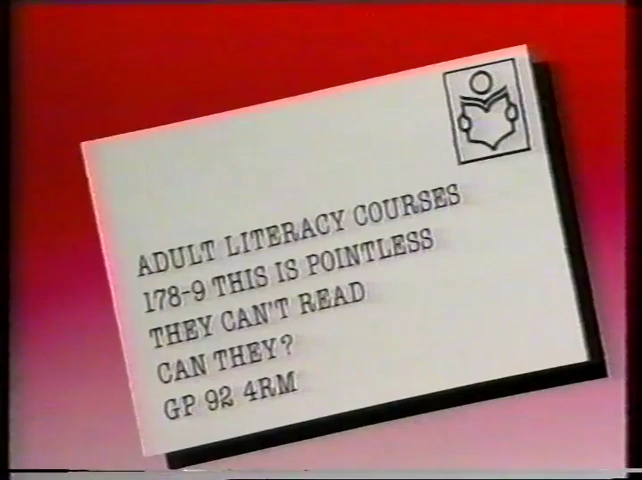 ADULT LITERACY COURSES
178-9 THIS IS POINTLESS
THEY CAN'T READ
CAN THEY?
GP 92 4RM